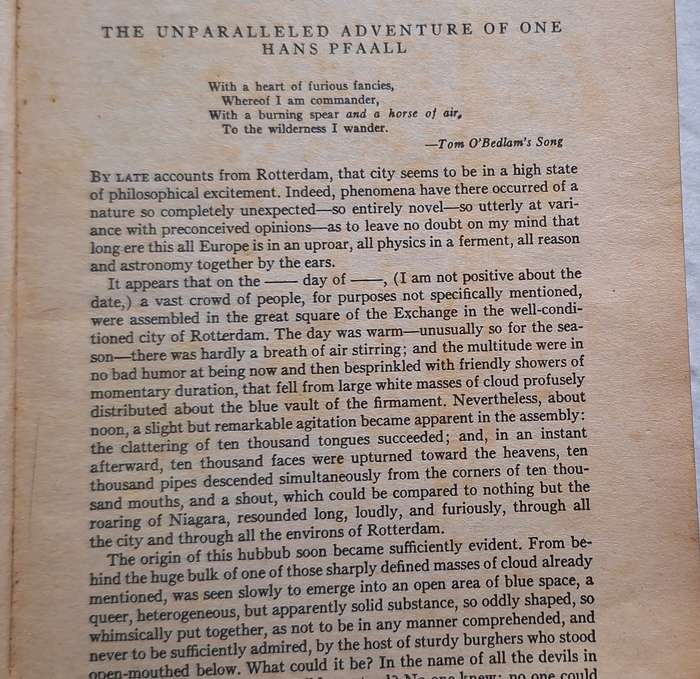 THE UNPARALLELED ADVENTURE OF ONE
HANS PFAALL
With a heart of furious fancies,
Whereof I am commander,
With a burning spear and a horse of air,
To the wilderness I wander.
—Tom O'Bedlam's Song
BY LATE accounts from Rotterdam, that city seems to be in a high state
of philosophical excitement. Indeed, phenomena have there occurred of a
nature so completely unexpected—so entirely novel—so utterly at vari-
ance with preconceived opinions—as to leave no doubt on my mind that
long ere this all Europe is in an uproar, all physics in a ferment, all reason
and astronomy together by the ears.
It appears that on the —— day of ——, (I am not positive about the
date,) a vast crowd of people, for purposes not specifically mentioned,
were assembled in the great square of the Exchange in the well-condi-
tioned city of Rotterdam. The day was warm—unusually so for the sea-
son—there was hardly a breath of air stirring; and the multitude were in
no bad humor at being now and then besprinkled with friendly showers of
momentary duration, that fell from large white masses of cloud profusely
distributed about the blue vault of the firmament. Nevertheless, about
noon, a slight but remarkable agitation became apparent in the assembly:
the clattering of ten thousand tongues succeeded; and, in an instant
afterward, ten thousand faces were upturned toward the heavens, ten
thousand pipes descended simultaneously from the corners of ten thou-
sand mouths, and a shout, which could be compared to nothing but the
roaring of Niagara, resounded long, loudly, and furiously, through all
the city and through all the environs of Rotterdam.
The origin of this hubbub soon became sufficiently evident. From be-
hind the huge bulk of one of those sharply defined masses of cloud already
mentioned, was seen slowly to emerge into an open area of blue space, a
queer, heterogeneous, but apparently solid substance, so oddly shaped, so
whimsically put together, as not to be in any manner comprehended, and
never to be sufficiently admired, by the host of sturdy burghers who stood
open-mouthed below. What could it be? In the name of all the devils in
No one knew; no one could